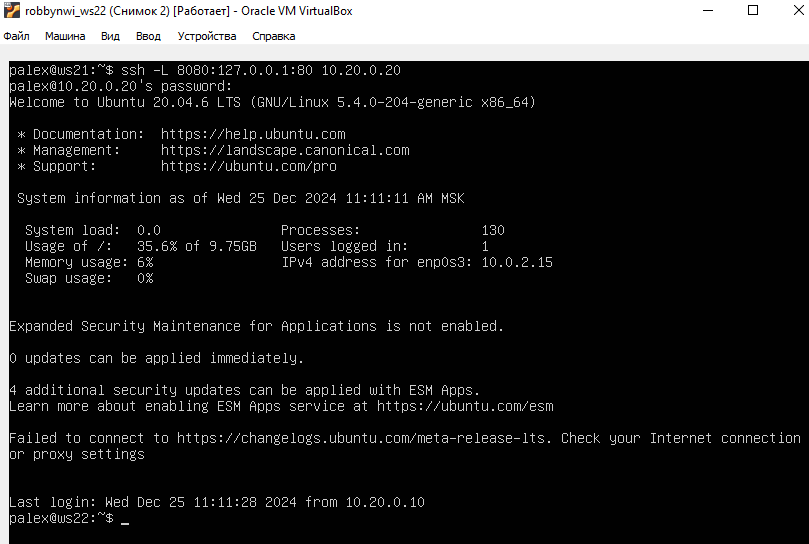 robbynwi_ws22 (Снимок 2) [Работает] - Oracle VM VirtualBox
Файл Машина Вид Ввод Устройства Справка
palex@ws21:~$ ssh -L 8080:127.0.0.1:80 10.20.0.20
palex@10.20.0.20's password:
Welcome to Ubuntu 20.04.6 LTS (GNU/Linux 5.4.0-204-generic x86_64)
* Documentation: https://help.ubuntu.com
* Management: https://landscape.canonical.com
* Support: https://ubuntu.com/pro
System information as of Wed 25 Dec 2024 11:11:11 AM MSK
System load: 0.0 Processes: 130
Usage of /: 35.6% of 9.75GB Users logged in: 1
Memory usage: 6% IPv4 address for enp0s3: 10.0.2.15
Swap usage: 0%
Expanded Security Maintenance for Applications is not enabled.
0 updates can be applied immediately.
4 additional security updates can be applied with ESM Apps.
Learn more about enabling ESM Apps service at https://ubuntu.com/esm
Failed to connect to https://changelogs.ubuntu.com/meta-release-lts. Check your Internet connection
or proxy settings
Last login: Wed Dec 25 11:11:28 2024 from 10.20.0.10
palex@ws22:~$ _